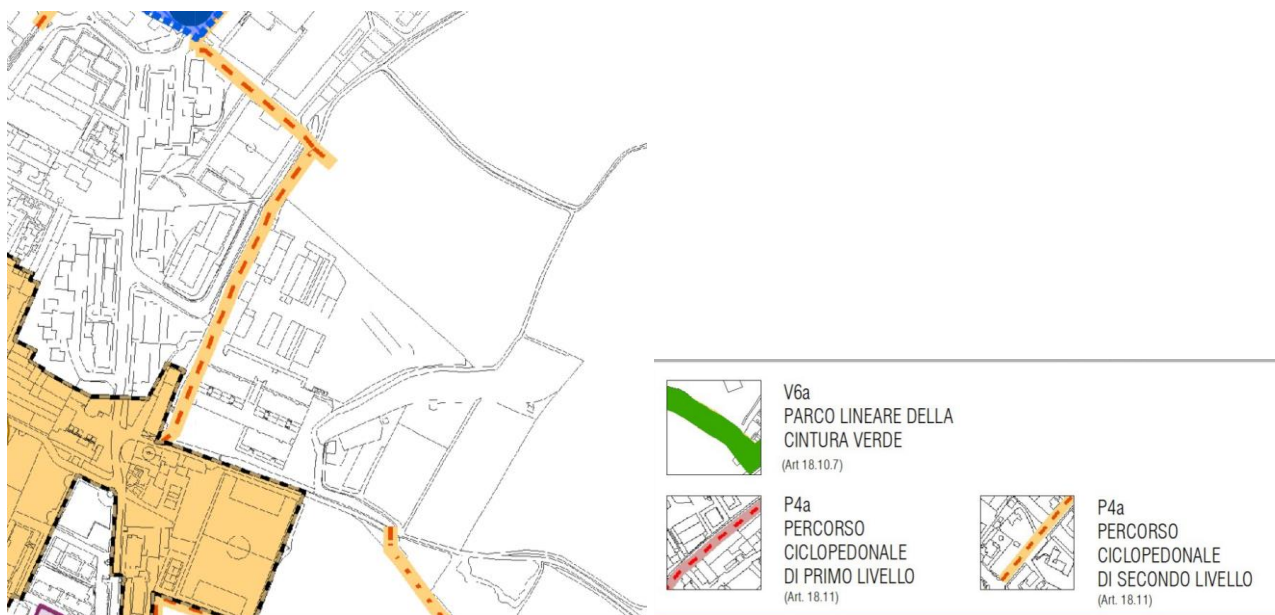 V6a
PARCO LINEARE DELLA
CINTURA VERDE
(Art 18.10.7)
P4a
PERCORSO
CICLOPEDONALE
DI PRIMO LIVELLO
(Art. 18.11)
P4a
PERCORSO
CICLOPEDONALE
DI SECONDO LIVELLO
(Art. 18.11)